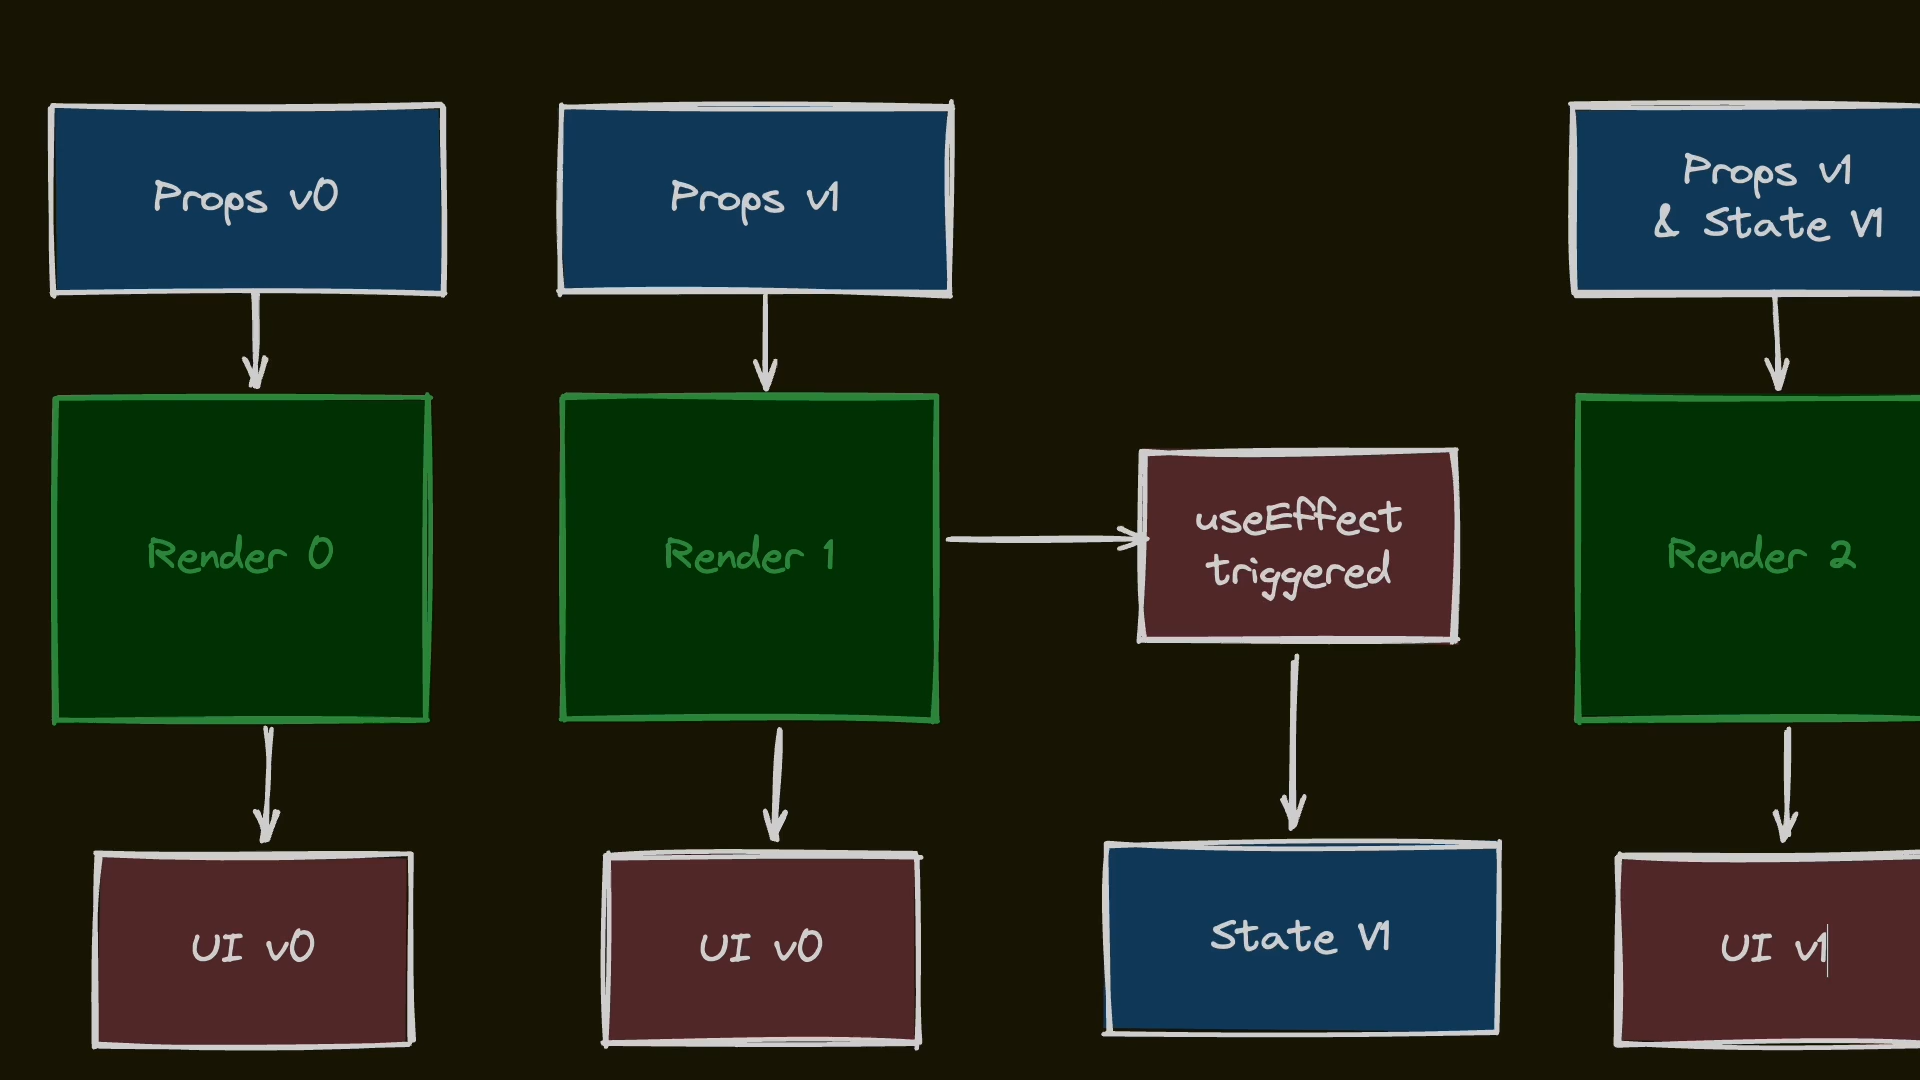 Props v0
Props v1
Props v1
& State V1
Render 0
Render 1
useEffect
triggered
Render 2
UI v0
UI v0
State V1
UI v1